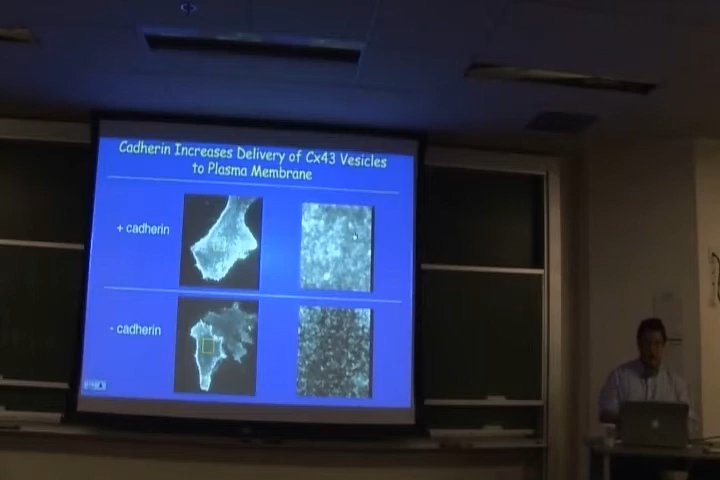 Cadherin Increases Delivery of Cx43 Vesicles
to Plasma Membrane
+ cadherin
- cadherin